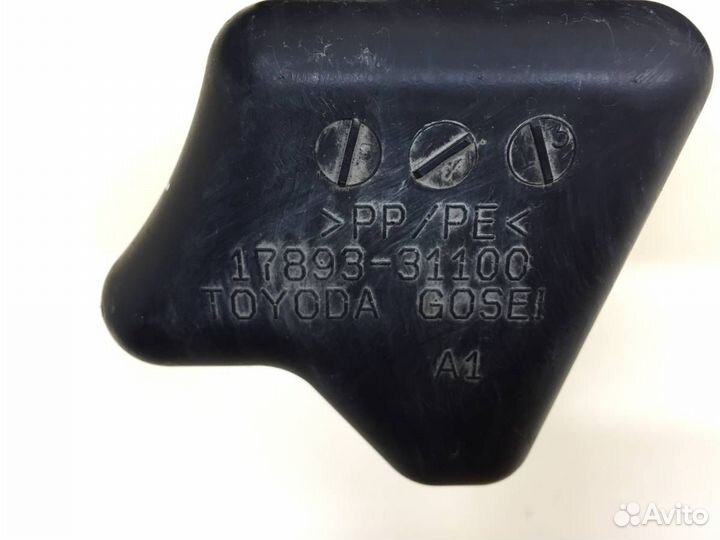 >PP/PE<
17893-31100
TOYODA GOSEI
A1
Avito